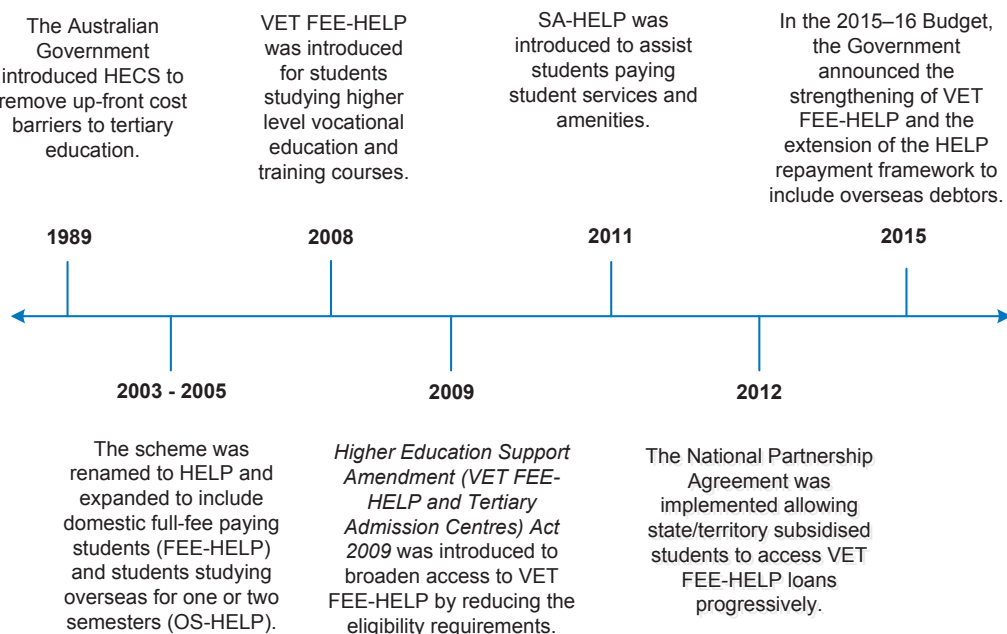 The Australian
Government
introduced HECS to
remove up-front cost
barriers to tertiary
education.
1989
2003 - 2005
The scheme was
renamed to HELP and
expanded to include
domestic full-fee paying
students (FEE-HELP)
and students studying
overseas for one or two
semesters (OS-HELP).
VET FEE-HELP
was introduced
for students
studying higher
level vocational
education and
training courses.
2008
2009
Higher Education Support
Amendment (VET FEE-
HELP and Tertiary
Admission Centres) Act
2009 was introduced to
broaden access to VET
FEE-HELP by reducing the
eligibility requirements.
SA-HELP was
introduced to assist
students paying
student services and
amenities.
2011
2012
The National Partnership
Agreement was
implemented allowing
state/territory subsidised
students to access VET
FEE-HELP loans
progressively.
In the 2015–16 Budget,
the Government
announced the
strengthening of VET
FEE-HELP and the
extension of the HELP
repayment framework to
include overseas debtors.
2015